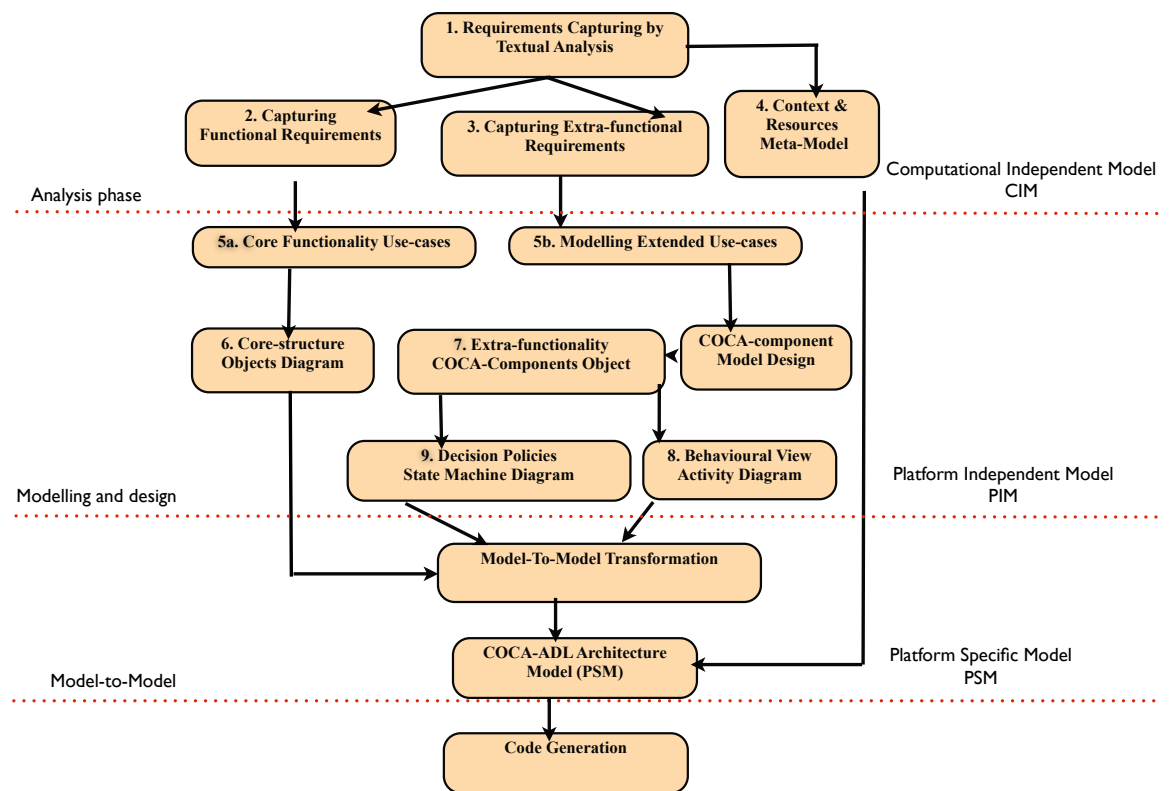 1. Requirements Capturing by
Textual Analysis
2. Capturing
Functional Requirements
3. Capturing Extra-functional
Requirements
4. Context &
Resources
Meta-Model
Analysis phase
Computational Independent Model
CIM
5a. Core Functionality Use-cases
5b. Modelling Extended Use-cases
6. Core-structure
Objects Diagram
7. Extra-functionality
COCA-Components Object
COCA-component
Model Design
9. Decision Policies
State Machine Diagram
8. Behavioural View
Activity Diagram
Modelling and design
Platform Independent Model
PIM
Model-To-Model Transformation
COCA-ADL Architecture
Model (PSM)
Model-to-Model
Platform Specific Model
PSM
Code Generation